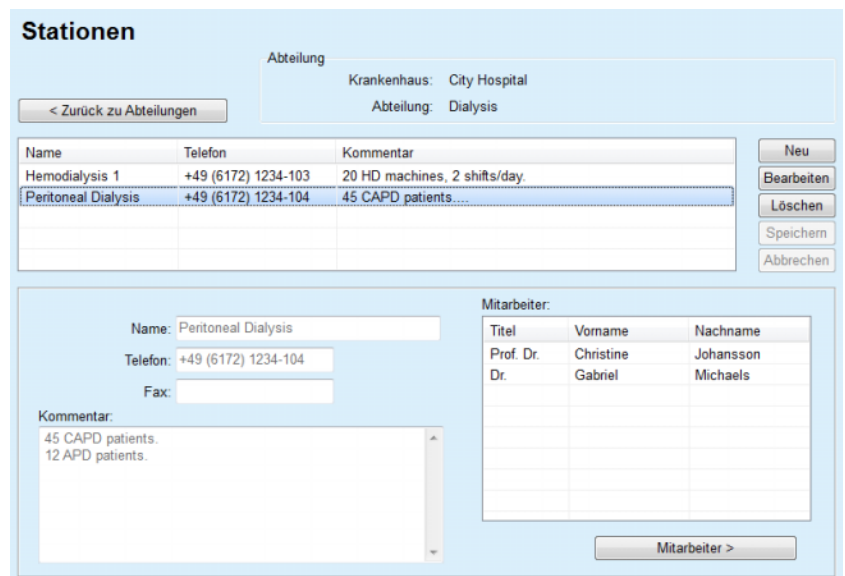 Stationen
Abteilung
Krankenhaus: City Hospital
< Zurück zu Abteilungen
Abteilung: Dialysis
Name Telefon Kommentar
Hemodialysis 1 +49 (6172) 1234-103 20 HD machines, 2 shifts/day.
Peritoneal Dialysis +49 (6172) 1234-104 45 CAPD patients....
Neu
Bearbeiten
Löschen
Speichern
Abbrechen
Name: Peritoneal Dialysis
Telefon: +49 (6172) 1234-104
Fax:
Kommentar:
45 CAPD patients.
12 APD patients.
Mitarbeiter:
Titel Vorname Nachname
Prof. Dr. Christine Johansson
Dr. Gabriel Michaels
Mitarbeiter >